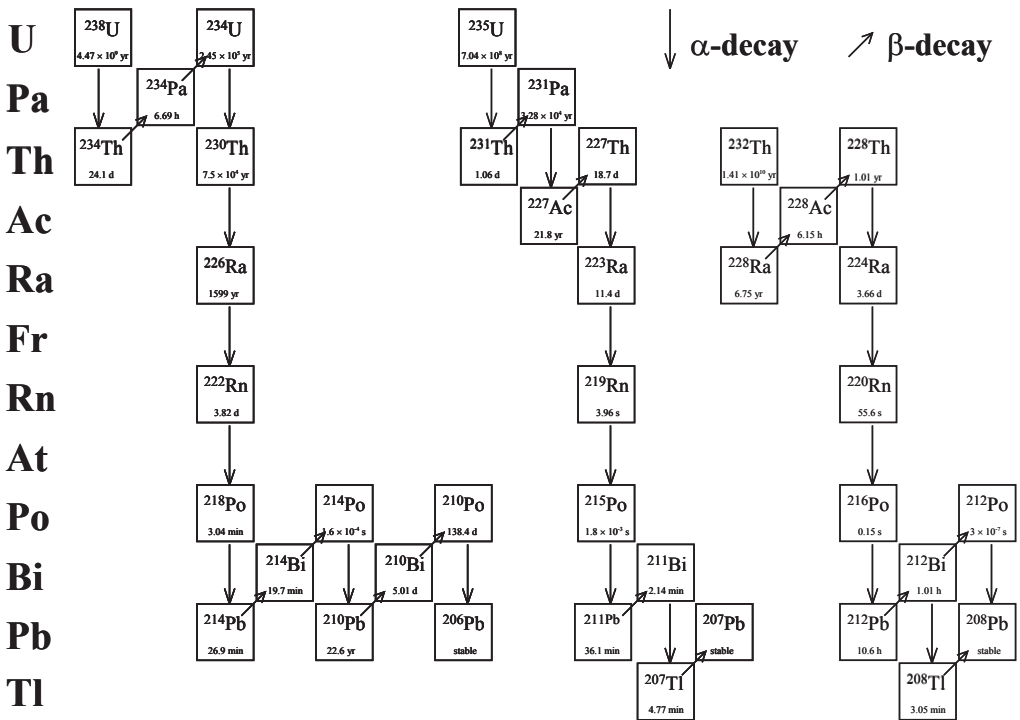 U
²³⁸U
4.47 × 10⁹ yr
²³⁴U
2.45 × 10⁵ yr
²³⁵U
7.04 × 10⁸ yr
α-decay
β-decay
Pa
²³⁴Pa
6.69 h
²³¹Pa
3.28 × 10⁴ yr
Th
²³⁴Th
24.1 d
²³⁰Th
7.5 × 10⁴ yr
²³¹Th
1.06 d
²²⁷Th
18.7 d
²³²Th
1.41 × 10¹⁰ yr
²²⁸Th
1.01 yr
Ac
²²⁷Ac
21.8 yr
²²⁸Ac
6.15 h
Ra
²²⁶Ra
1599 yr
²²³Ra
11.4 d
²²⁸Ra
6.75 yr
²²⁴Ra
3.66 d
Fr
Rn
²²²Rn
3.82 d
²¹⁹Rn
3.96 s
²²⁰Rn
55.6 s
At
Po
²¹⁸Po
3.04 min
²¹⁴Po
1.6 × 10⁻⁴ s
²¹⁰Po
138.4 d
²¹⁵Po
1.8 × 10⁻³ s
²¹⁶Po
0.15 s
²¹²Po
3 × 10⁻⁷ s
Bi
²¹⁴Bi
19.7 min
²¹⁰Bi
5.01 d
²¹¹Bi
2.14 min
²¹²Bi
1.01 h
Pb
²¹⁴Pb
26.9 min
²¹⁰Pb
22.6 yr
²⁰⁶Pb
stable
²¹¹Pb
36.1 min
²⁰⁷Pb
stable
²¹²Pb
10.6 h
²⁰⁸Pb
stable
Tl
²⁰⁷Tl
4.77 min
²⁰⁸Tl
3.05 min